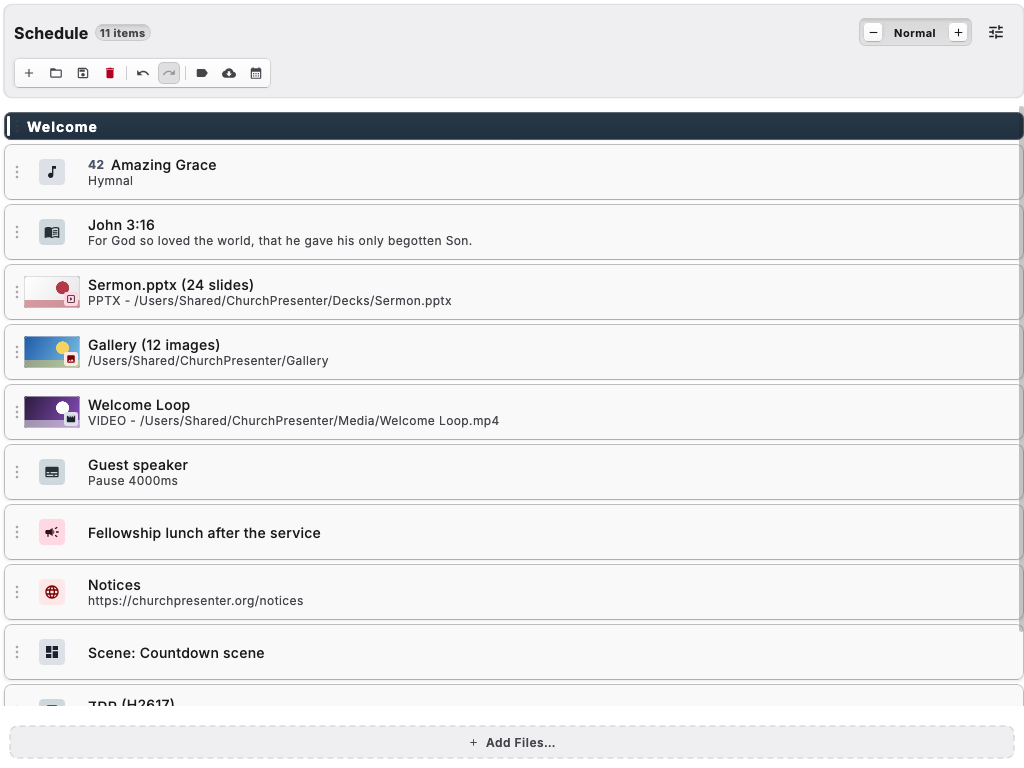 Schedule 11 items
Normal
Welcome
42 Amazing Grace
Hymnal
John 3:16
For God so loved the world, that he gave his only begotten Son.
Sermon.pptx (24 slides)
PPTX - /Users/Shared/ChurchPresenter/Decks/Sermon.pptx
Gallery (12 images)
/Users/Shared/ChurchPresenter/Gallery
Welcome Loop
VIDEO - /Users/Shared/ChurchPresenter/Media/Welcome Loop.mp4
Guest speaker
Pause 4000ms
Fellowship lunch after the service
Notices
https://churchpresenter.org/notices
Scene: Countdown scene
(H2617)
+ Add Files...